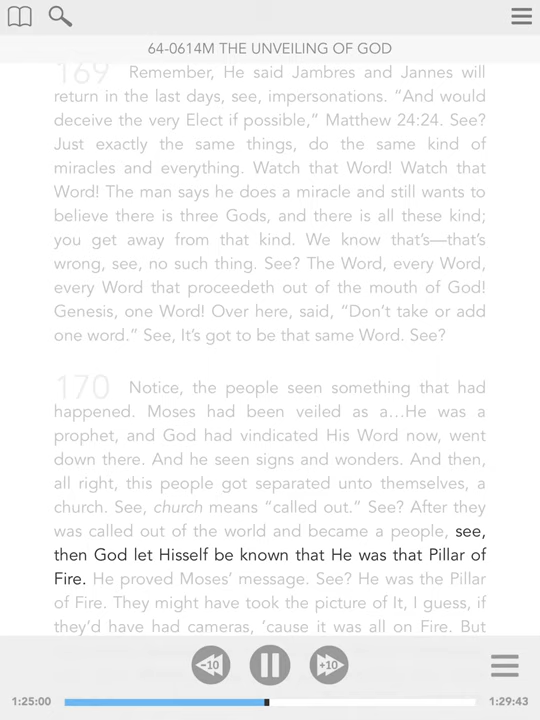 64-0614M THE UNVEILING OF GOD
169 Remember, He said Jambres and Jannes will
return in the last days, see, impersonations. “And would
deceive the very Elect if possible,” Matthew 24:24. See?
Just exactly the same things, do the same kind of
miracles and everything. Watch that Word! Watch that
Word! The man says he does a miracle and still wants to
believe there is three Gods, and there is all these kind;
you get away from that kind. We know that’s—that’s
wrong, see, no such thing. See? The Word, every Word,
every Word that proceedeth out of the mouth of God!
Genesis, one Word! Over here, said, “Don’t take or add
one word.” See, It’s got to be that same Word. See?
170 Notice, the people seen something that had
happened. Moses had been veiled as a…He was a
prophet, and God had vindicated His Word now, went
down there. And he seen signs and wonders. And then,
all right, this people got separated unto themselves, a
church. See, church means “called out.” See? After they
was called out of the world and became a people, see,
then God let Hisself be known that He was that Pillar of
Fire. He proved Moses’ message. See? He was the Pillar
of Fire. They might have took the picture of It, I guess, if
they’d have had cameras, ’cause it was all on Fire. But
-10
+10
1:25:00
1:29:43